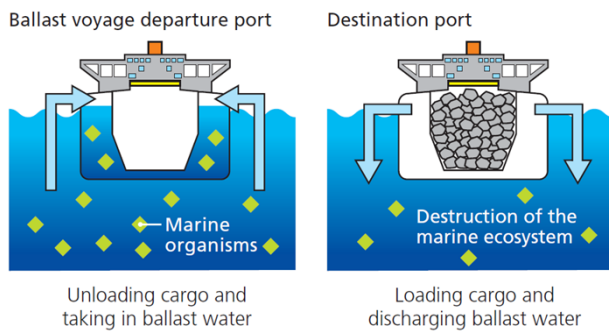 Ballast voyage departure port
Marine
organisms
Unloading cargo and
taking in ballast water
Destination port
Destruction of the
marine ecosystem
Loading cargo and
discharging ballast water